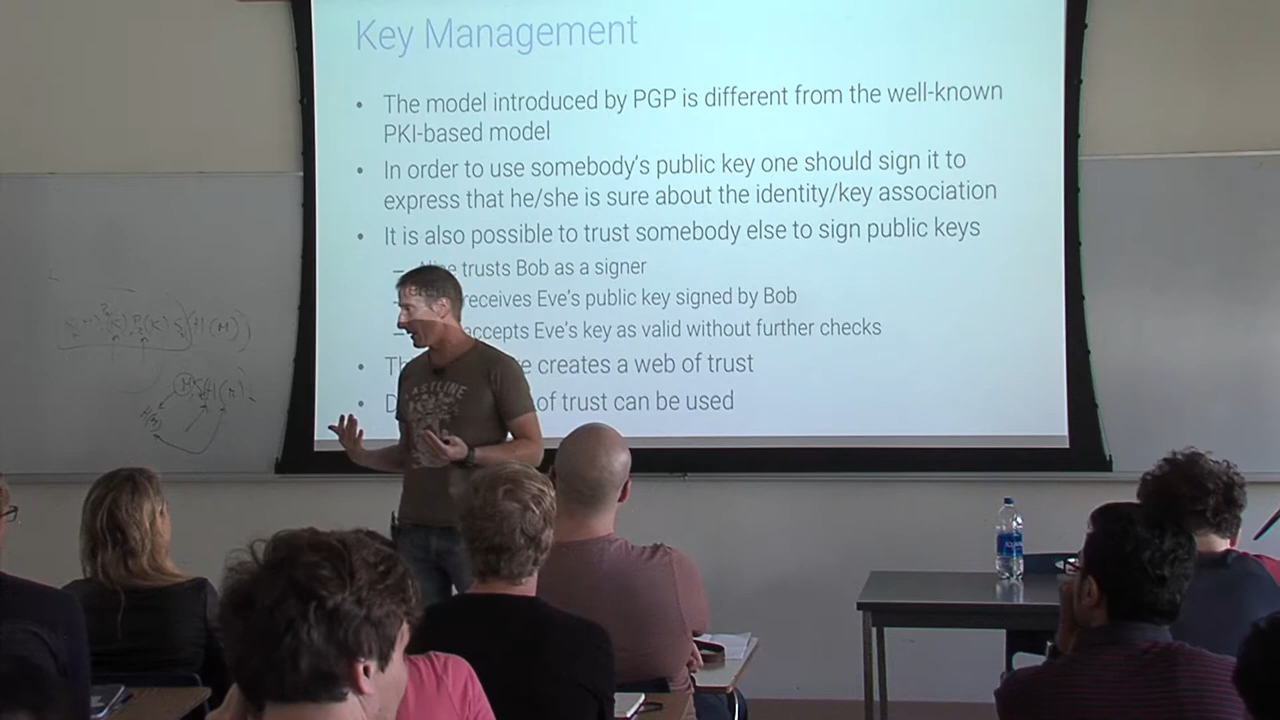 Key Management
• The model introduced by PGP is different from the well-known
PKI-based model
• In order to use somebody's public key one should sign it to
express that he/she is sure about the identity/key association
• It is also possible to trust somebody else to sign public keys
– trusts Bob as a signer
– receives Eve's public key signed by Bob
– accepts Eve's key as valid without further checks
• creates a web of trust
• of trust can be used